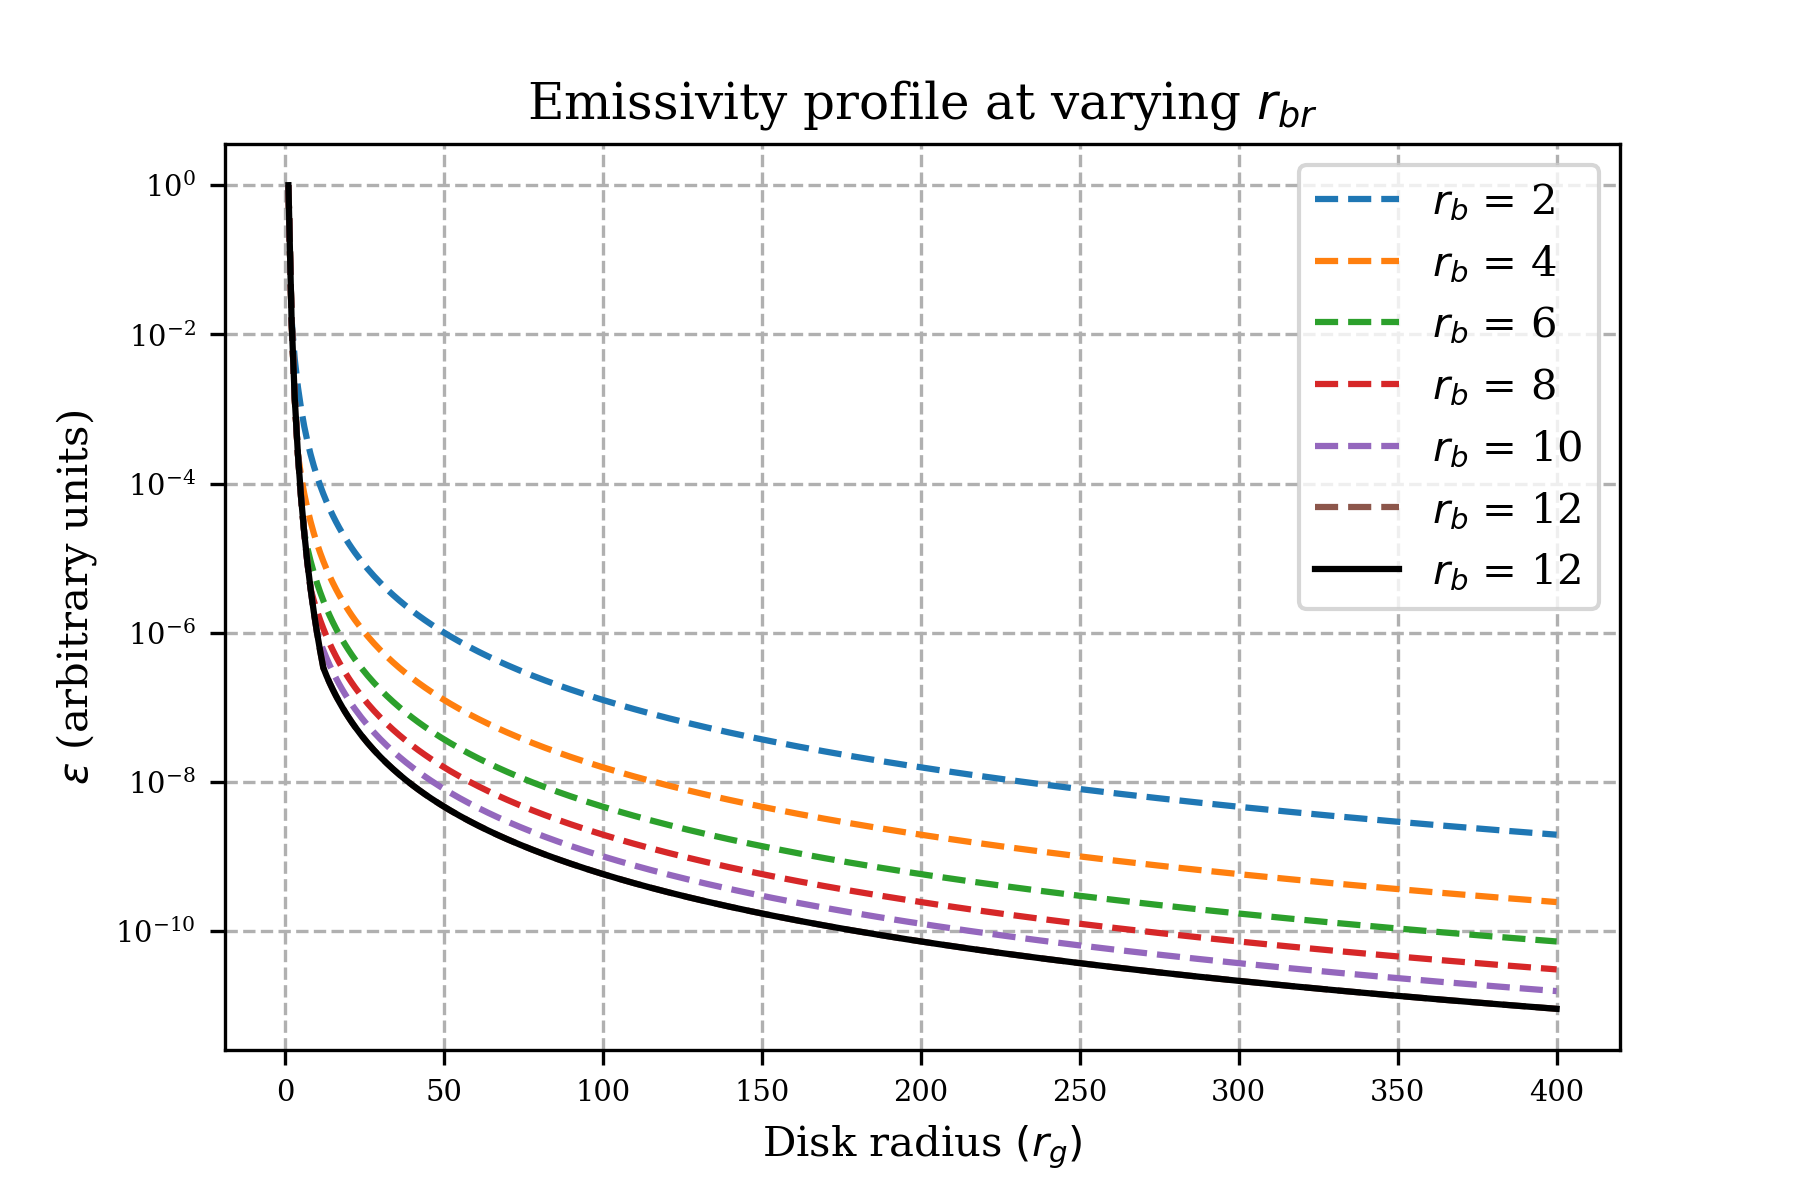 Emissivity profile at varying r_br
10⁰
10⁻²
10⁻⁴
10⁻⁶
10⁻⁸
10⁻¹⁰
ε (arbitrary units)
r_b = 2
r_b = 4
r_b = 6
r_b = 8
r_b = 10
r_b = 12
r_b = 12
0 50 100 150 200 250 300 350 400
Disk radius (r_g)